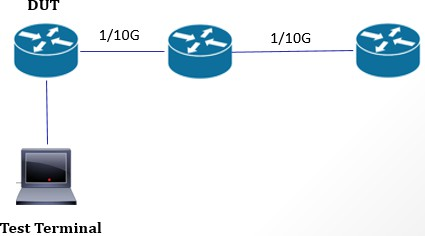 DUT
1/10G
1/10G
Test Terminal